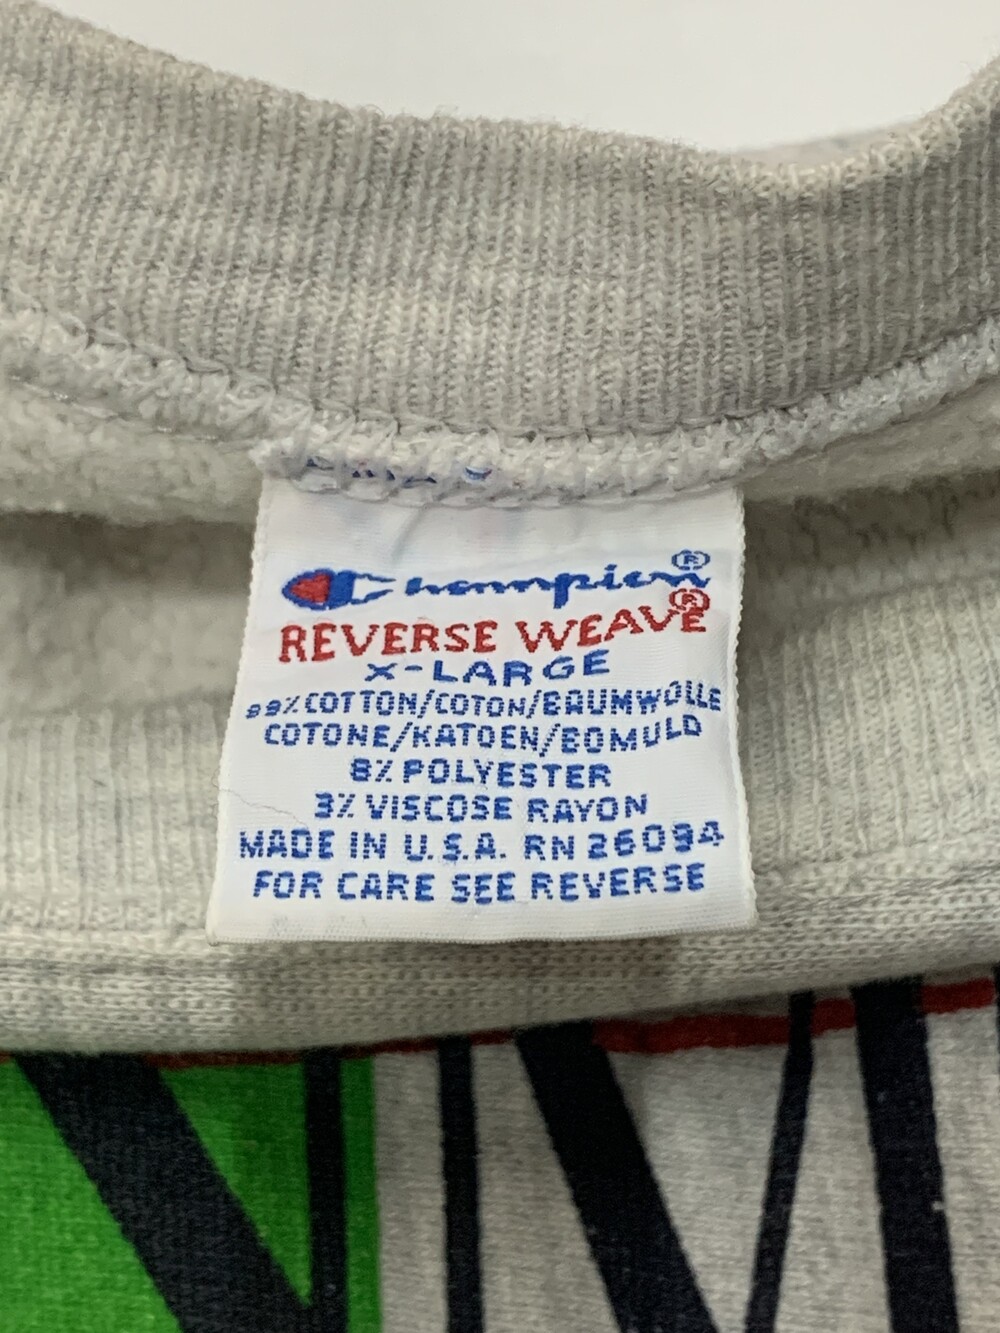 Champion®
REVERSE WEAVE®
X-LARGE
89% COTTON/COTON/BAUMWOLLE
COTONE/KATOEN/BOMULD
8% POLYESTER
3% VISCOSE RAYON
MADE IN U.S.A. RN 26094
FOR CARE SEE REVERSE